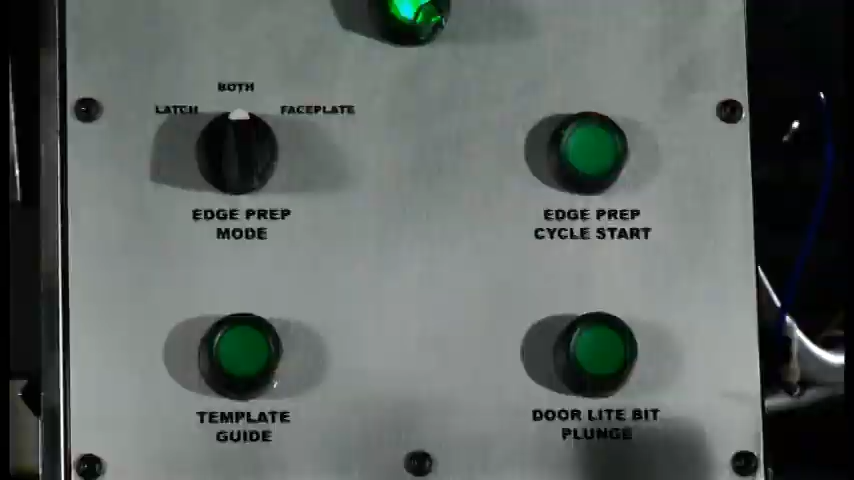 BOTH
LATCH
FACEPLATE
EDGE PREP
MODE
EDGE PREP
CYCLE START
TEMPLATE
GUIDE
DOOR LITE BIT
PLUNGE